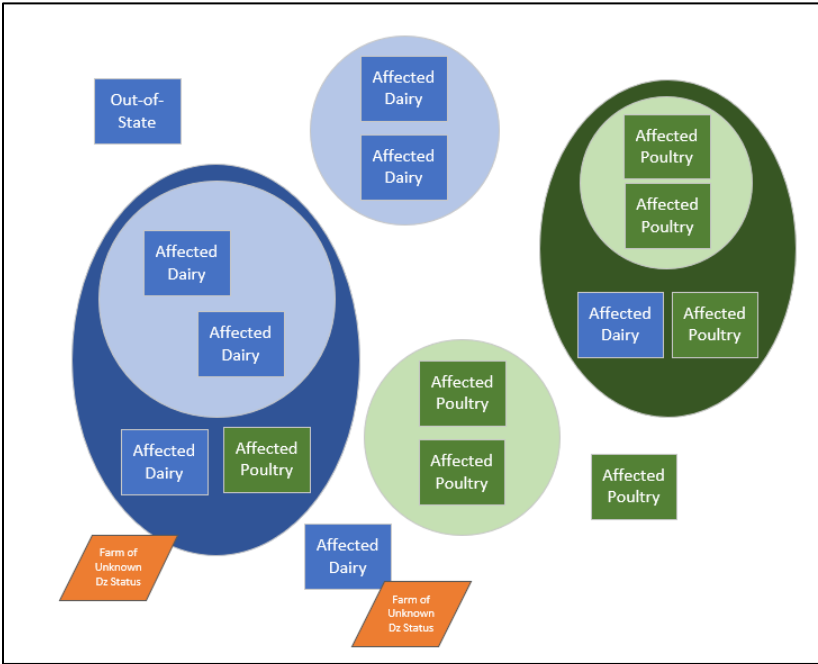 Out-of-
State
Affected
Dairy
Affected
Dairy
Affected
Poultry
Affected
Poultry
Affected
Dairy
Affected
Poultry
Affected
Dairy
Affected
Dairy
Affected
Dairy
Affected
Poultry
Affected
Poultry
Affected
Poultry
Affected
Poultry
Affected
Dairy
Farm of
Unknown
Dz Status
Farm of
Unknown
Dz Status